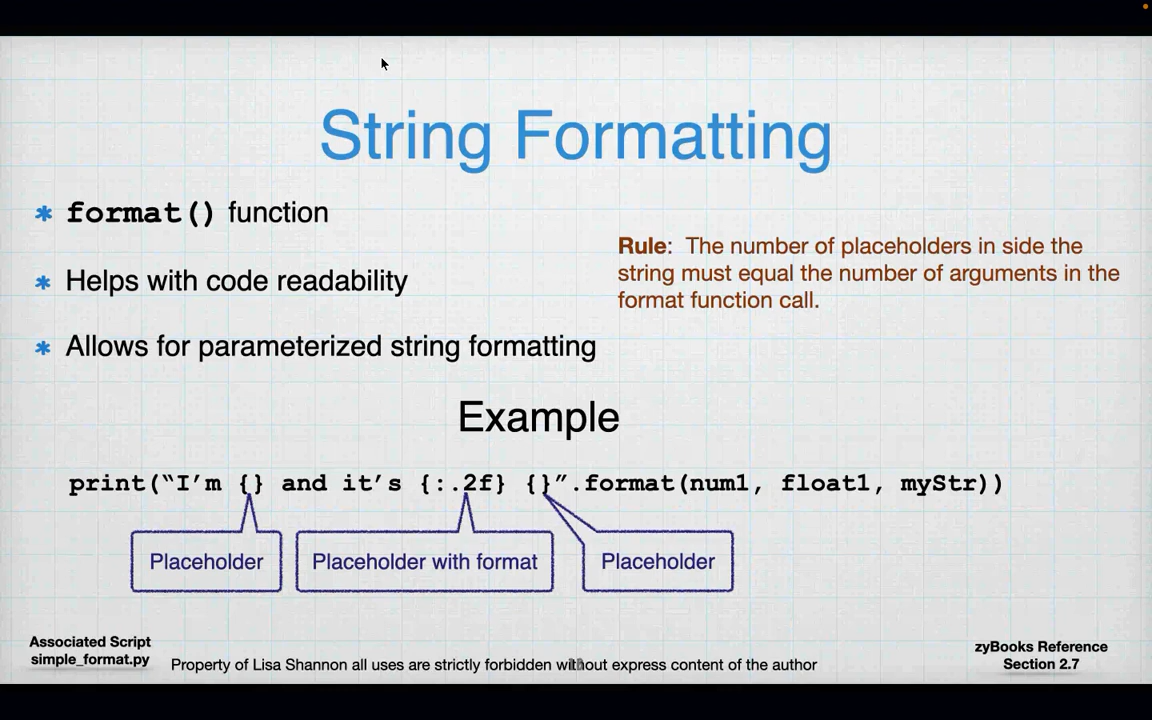 String Formatting
* format() function
* Helps with code readability
* Allows for parameterized string formatting
Rule: The number of placeholders in side the
string must equal the number of arguments in the
format function call.
Example
print(“I’m {} and it’s {:.2f} {}”.format(num1, float1, myStr))
Placeholder
Placeholder with format
Placeholder
Associated Script
simple_format.py
Property of Lisa Shannon all uses are strictly forbidden without express content of the author
zyBooks Reference
Section 2.7